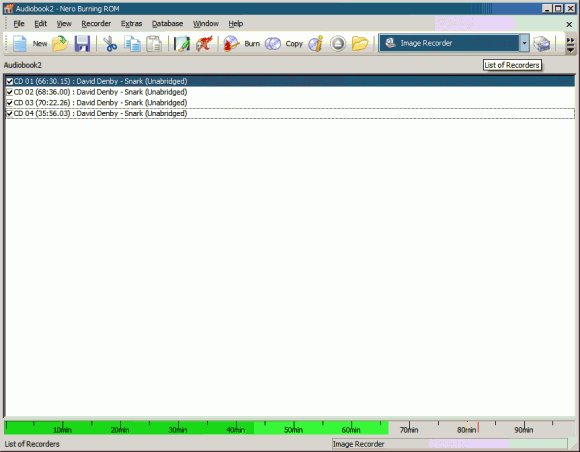 Audiobook2 - Nero Burning ROM
File Edit View Recorder Extras Database Window Help
New Burn Copy Image Recorder
Audiobook2
List of Recorders
CD 01 (66:30.15) : David Denby - Snark (Unabridged)
CD 02 (68:36.00) : David Denby - Snark (Unabridged)
CD 03 (70:22.26) : David Denby - Snark (Unabridged)
CD 04 (35:56.03) : David Denby - Snark (Unabridged)
10min 20min 30min 40min 50min 60min 70min 80min 90min
List of Recorders Image Recorder